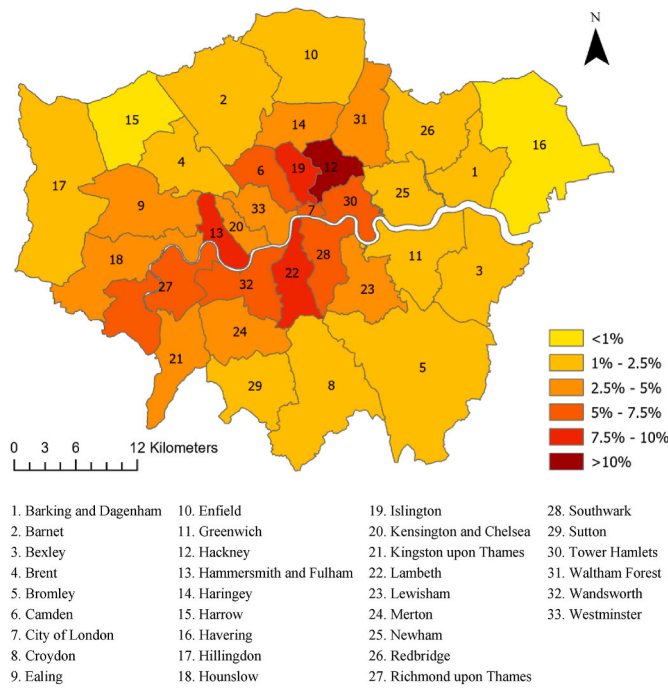 N
10
2
15
14
31
26
16
4
6
19
12
1
17
9
33
7
30
25
13
20
18
22
28
11
3
27
32
23
24
21
5
29
8
<1%
1% - 2.5%
2.5% - 5%
5% - 7.5%
7.5% - 10%
>10%
0 3 6 12 Kilometers
1. Barking and Dagenham
2. Barnet
3. Bexley
4. Brent
5. Bromley
6. Camden
7. City of London
8. Croydon
9. Ealing
10. Enfield
11. Greenwich
12. Hackney
13. Hammersmith and Fulham
14. Haringey
15. Harrow
16. Havering
17. Hillingdon
18. Hounslow
19. Islington
20. Kensington and Chelsea
21. Kingston upon Thames
22. Lambeth
23. Lewisham
24. Merton
25. Newham
26. Redbridge
27. Richmond upon Thames
28. Southwark
29. Sutton
30. Tower Hamlets
31. Waltham Forest
32. Wandsworth
33. Westminster